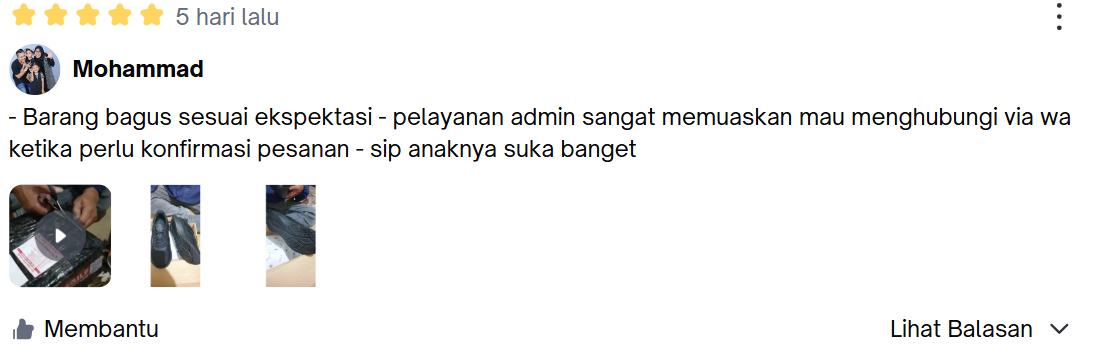 5 hari lalu
Mohammad
- Barang bagus sesuai ekspektasi - pelayanan admin sangat memuaskan mau menghubungi via wa
ketika perlu konfirmasi pesanan - sip anaknya suka banget
Membantu
Lihat Balasan